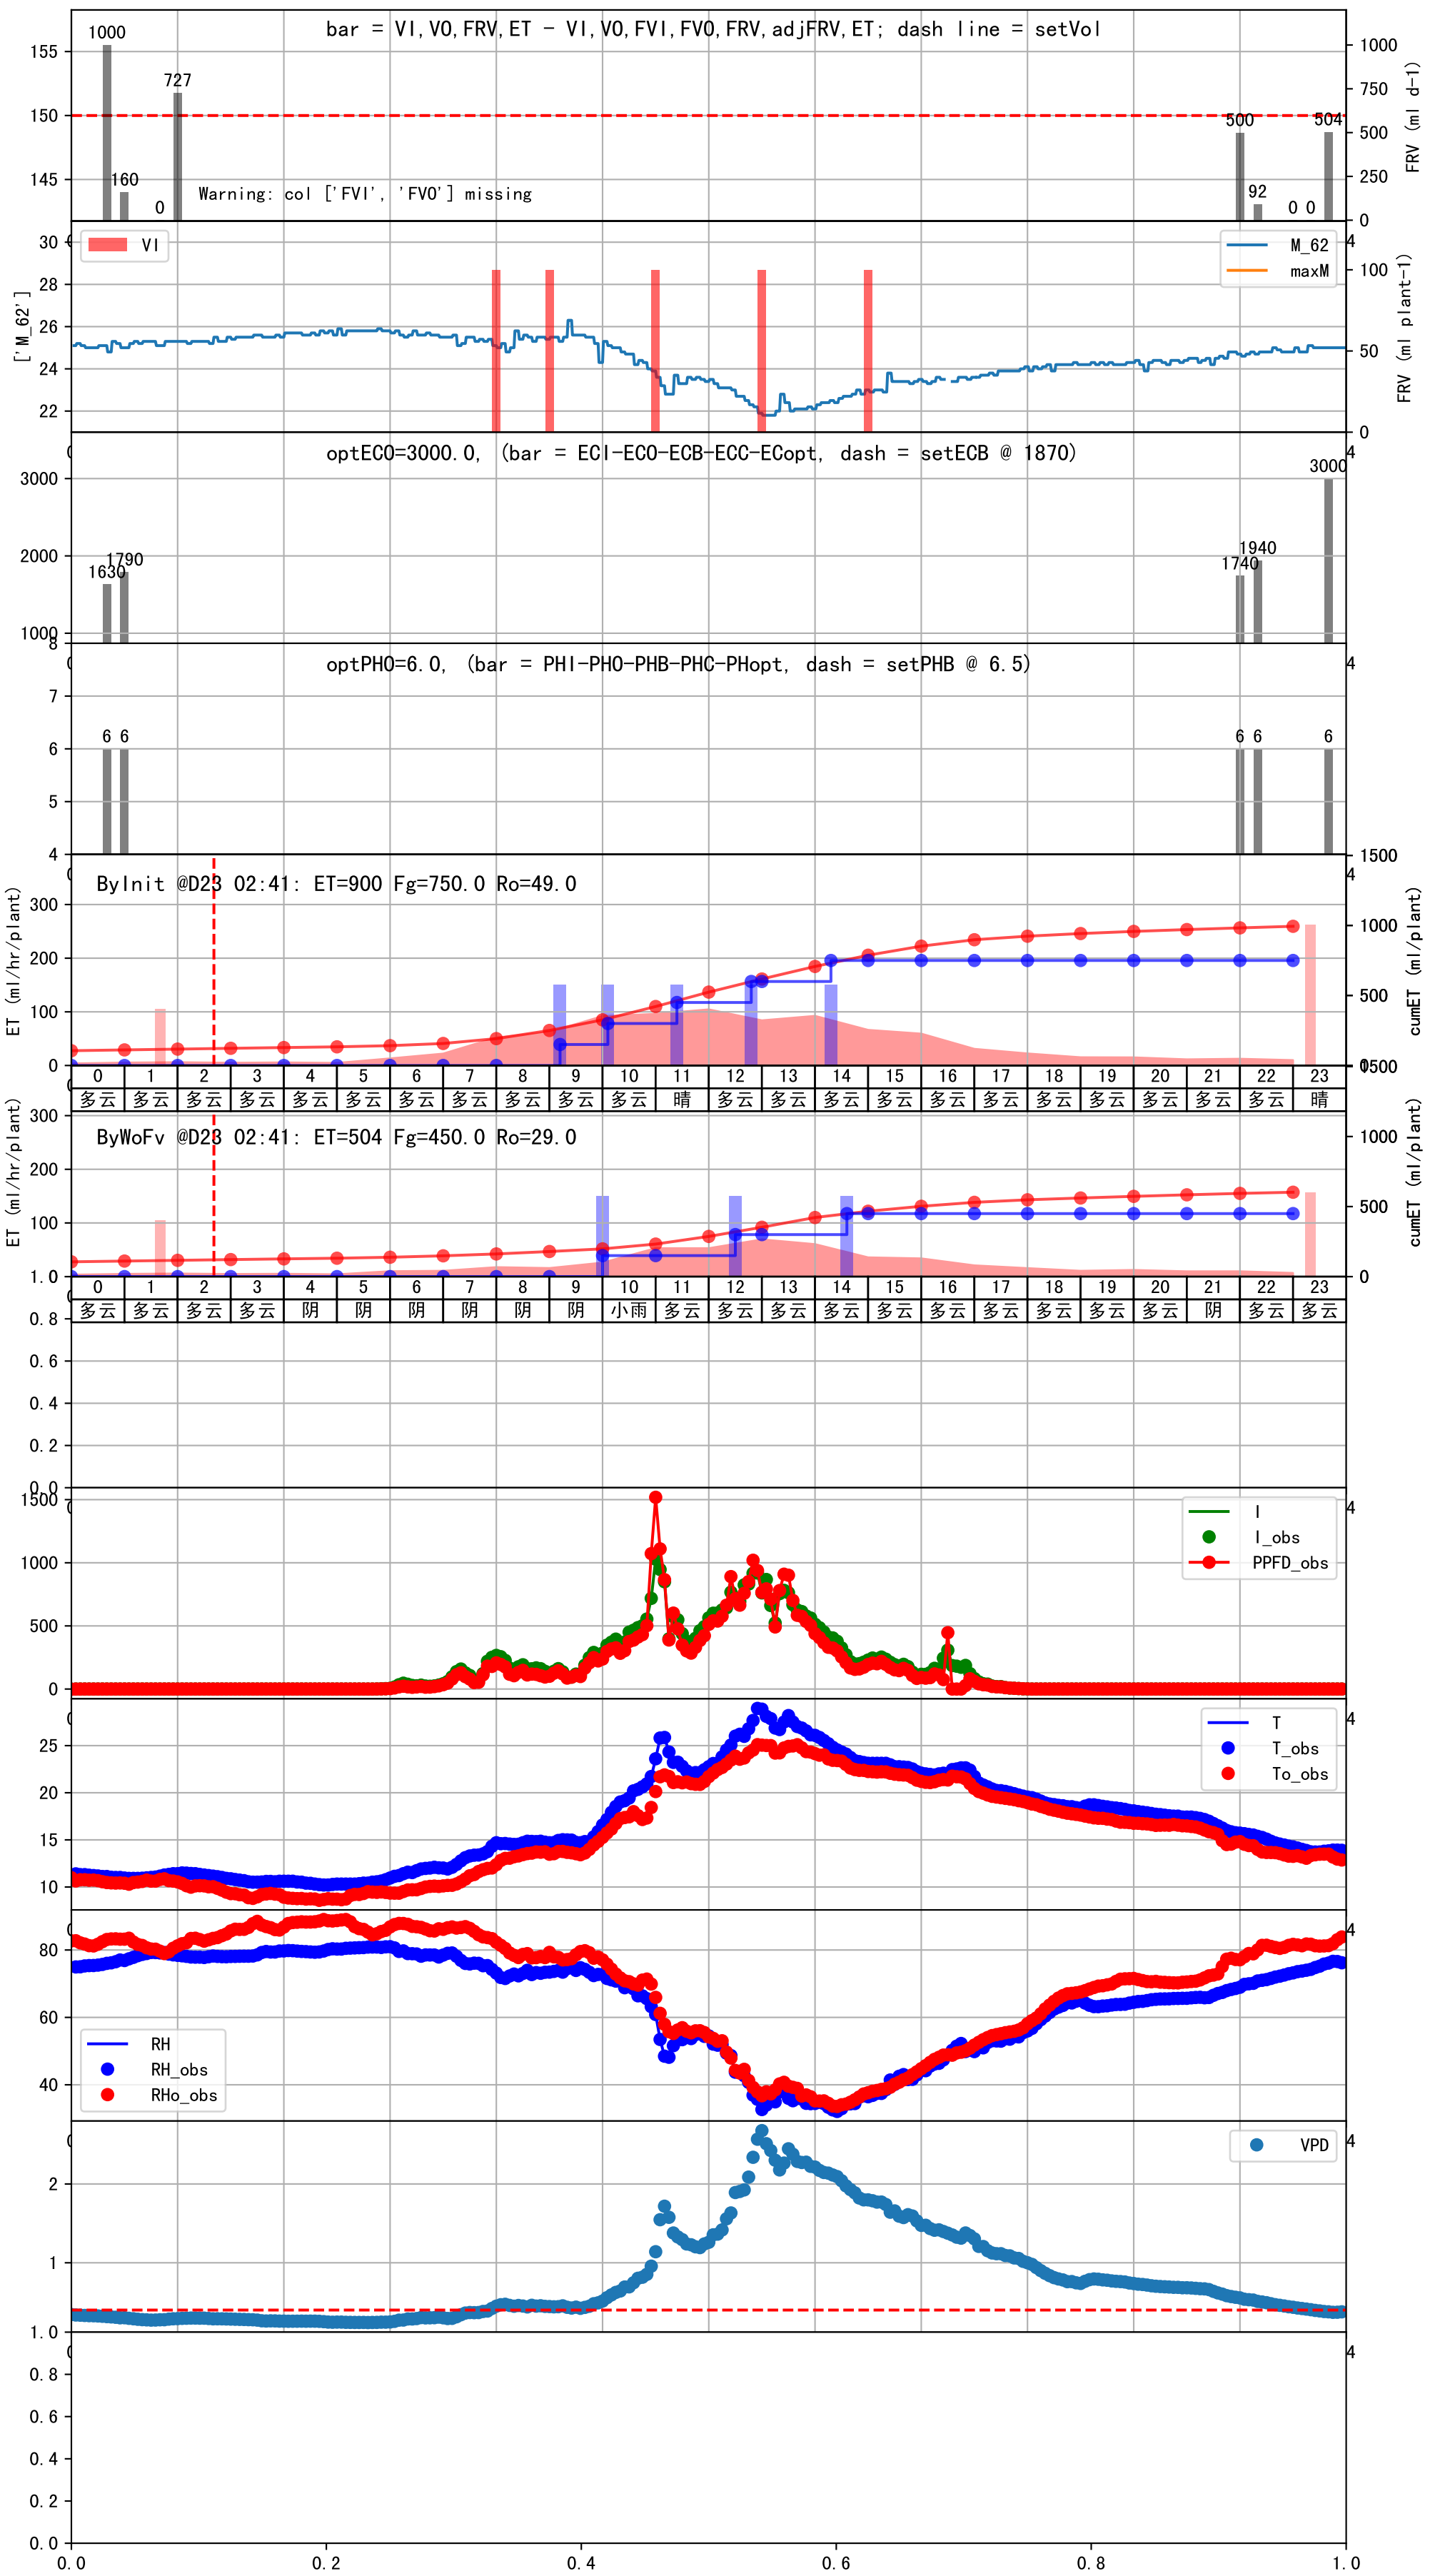 bar = VI,VO,FRV,ET - VI,VO,FVI,FVO,FRV,adjFRV,ET; dash line = setVol
1000
160
0
727
500
92
0 0
504
Warning: col ['FVI', 'FVO'] missing
155
150
145
1000
750
500
250
0
FRV (ml d-1)
VI
M_62
maxM
['M_62']
30
28
26
24
22
100
50
0
FRV (ml plant-1)
optECO=3000.0, (bar = ECI-ECO-ECB-ECC-ECopt, dash = setECB @ 1870)
1630
1790
1740
1940
3000
3000
2000
1000
optPHO=6.0, (bar = PHI-PHO-PHB-PHC-PHopt, dash = setPHB @ 6.5)
6 6
6 6
6
8
7
6
5
4
ByInit @D23 02:41: ET=900 Fg=750.0 Ro=49.0
ET (ml/hr/plant)
300
200
100
0
1500
1000
500
0
cumET (ml/plant)
0 1 2 3 4 5 6 7 8 9 10 11 12 13 14 15 16 17 18 19 20 21 22 23
多云 多云 多云 多云 多云 多云 多云 多云 多云 多云 多云 晴 多云 多云 多云 多云 多云 多云 多云 多云 多云 多云 多云 晴
ByWoFv @D23 02:41: ET=504 Fg=450.0 Ro=29.0
ET (ml/hr/plant)
300
200
100
1500
1000
500
0
cumET (ml/plant)
0 1 2 3 4 5 6 7 8 9 10 11 12 13 14 15 16 17 18 19 20 21 22 23
多云 多云 多云 多云 阴 阴 阴 阴 阴 阴 小雨 多云 多云 多云 多云 多云 多云 多云 多云 多云 多云 阴 多云 多云
1.0
0.8
0.6
0.4
0.2
0.0
1500
1000
500
0
I
I_obs
PPFD_obs
25
20
15
10
T
T_obs
To_obs
80
60
40
RH
RH_obs
RHo_obs
2
1
VPD
1.0
0.8
0.6
0.4
0.2
0.0
0.0 0.2 0.4 0.6 0.8 1.0